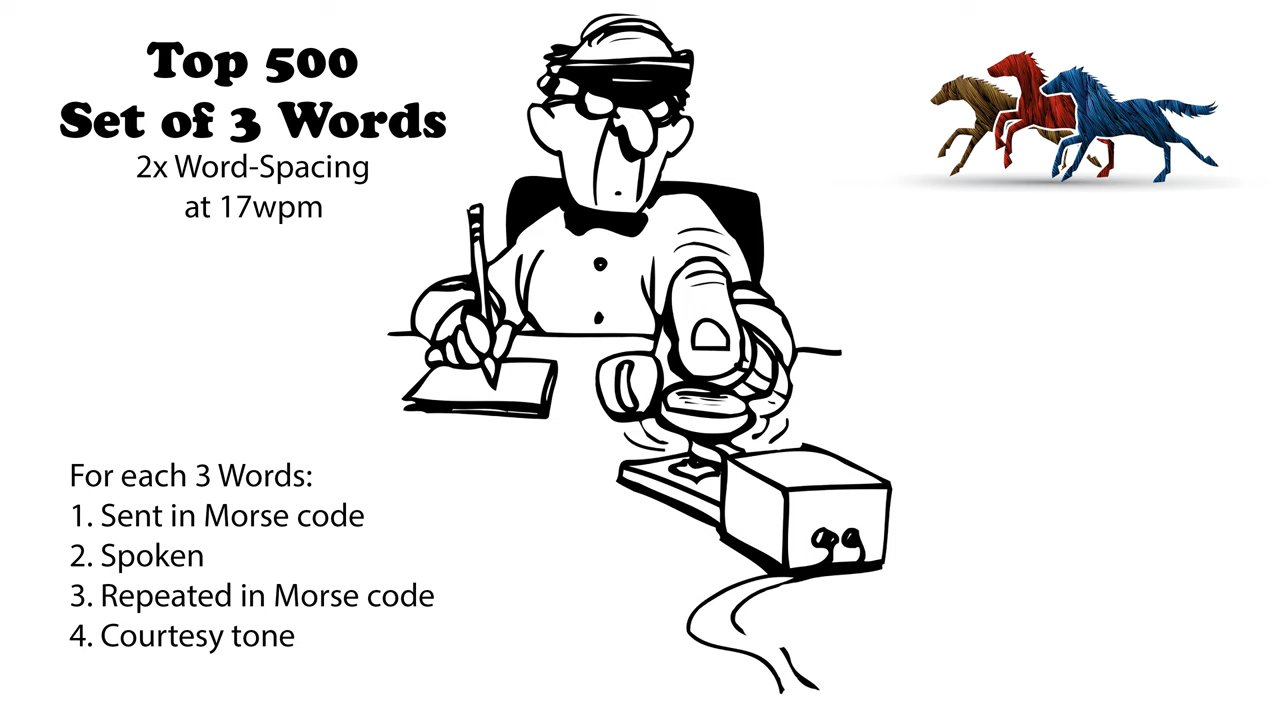 Top 500
Set of 3 Words
2x Word-Spacing
at 17wpm
For each 3 Words:
1. Sent in Morse code
2. Spoken
3. Repeated in Morse code
4. Courtesy tone